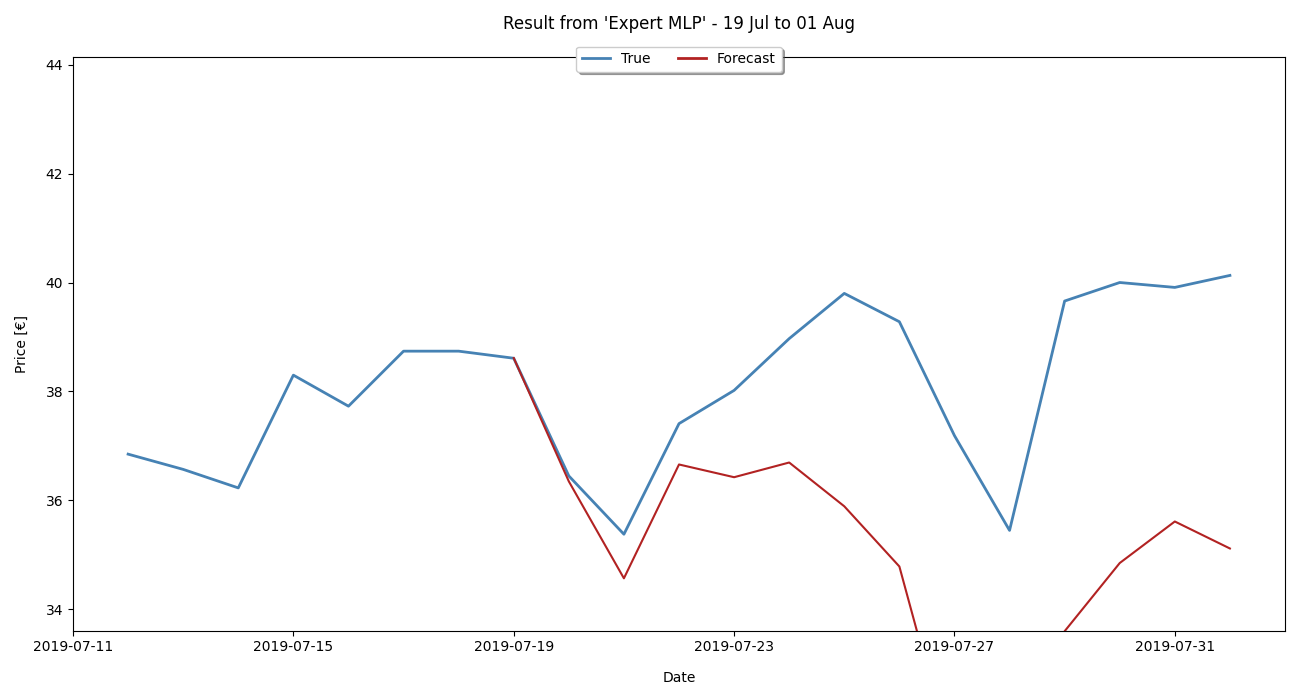 Result from 'Expert MLP' - 19 Jul to 01 Aug
True
Forecast
44
42
40
38
36
34
Price [€]
2019-07-11
2019-07-15
2019-07-19
2019-07-23
2019-07-27
2019-07-31
Date